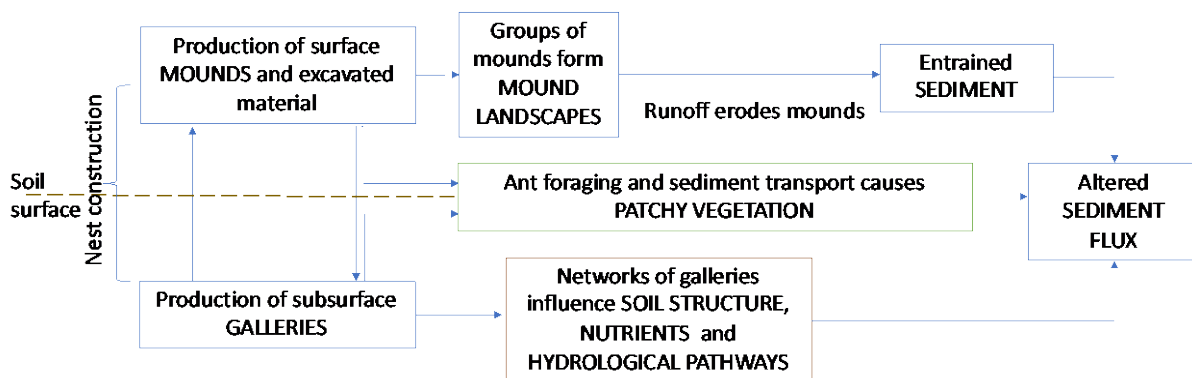 Production of surface
MOUNDS and excavated
material
Groups of
mounds form
MOUND
LANDSCAPES
Runoff erodes mounds
Entrained
SEDIMENT
Soil
surface
Nest construction
Ant foraging and sediment transport causes
PATCHY VEGETATION
Altered
SEDIMENT
FLUX
Production of subsurface
GALLERIES
Networks of galleries
influence SOIL STRUCTURE,
NUTRIENTS and
HYDROLOGICAL PATHWAYS